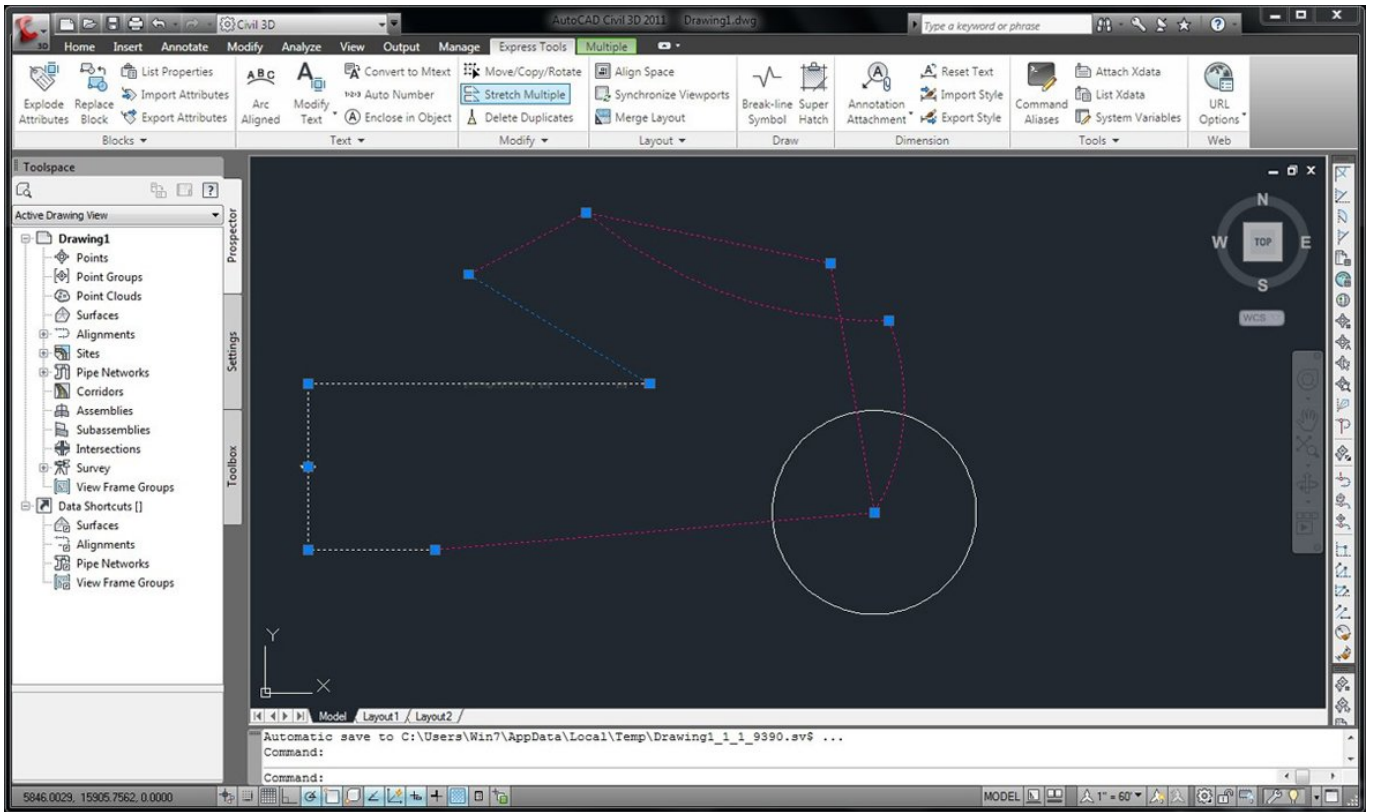 Civil 3D
AutoCAD Civil 3D 2011 Drawing1.dwg
Type a keyword or phrase
3D
Home Insert Annotate Modify Analyze View Output Manage Express Tools Multiple
Explode Attributes
Replace Block
List Properties
Import Attributes
Export Attributes
Blocks
ABC
Arc Aligned
Modify Text
Convert to Mtext
Auto Number
Enclose in Object
Text
Move/Copy/Rotate
Stretch Multiple
Delete Duplicates
Modify
Align Space
Synchronize Viewports
Merge Layout
Layout
Break-line Symbol
Super Hatch
Draw
Annotation Attachment
Reset Text
Import Style
Export Style
Dimension
Command Aliases
Attach Xdata
List Xdata
System Variables
Tools
URL Options
Web
Toolspace
Active Drawing View
Drawing1
Points
Point Groups
Point Clouds
Surfaces
Alignments
Sites
Pipe Networks
Corridors
Assemblies
Subassemblies
Intersections
Survey
View Frame Groups
Data Shortcuts []
Surfaces
Alignments
Pipe Networks
View Frame Groups
Prospector
Settings
Toolbox
N
W TOP E
S
WCS
Y
X
Model Layout1 Layout2
Automatic save to C:\Users\Win7\AppData\Local\Temp\Drawing1_1_1_9390.sv$ ...
Command:
Command:
5846.0029, 15905.7562, 0.0000
MODEL
1" = 60'